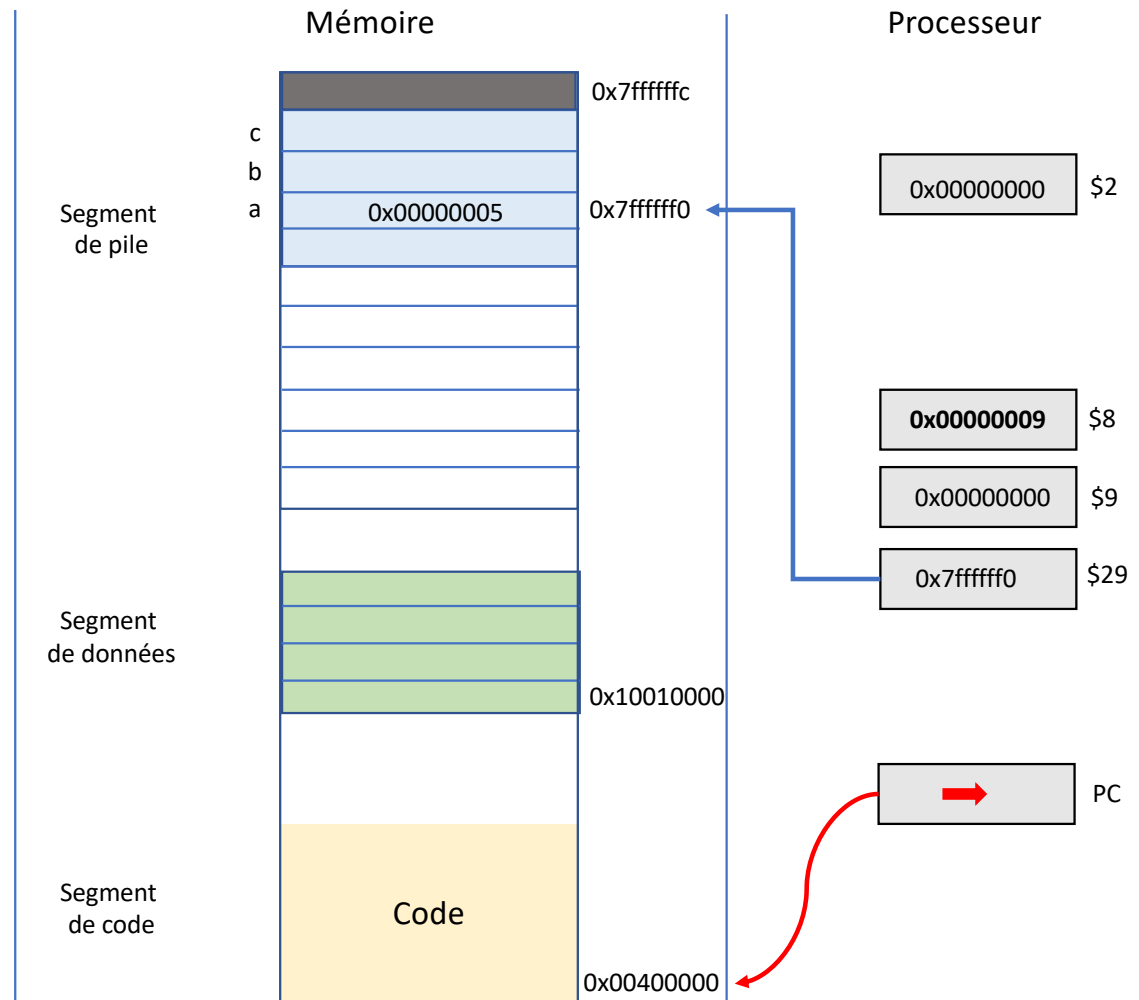 Mémoire
Processeur
0x7ffffffc
c
b
a
0x00000005
0x7ffffff0
Segment
de pile
0x00000000
$2
0x00000009
$8
0x00000000
$9
0x7ffffff0
$29
Segment
de données
0x10010000
PC
Segment
de code
Code
0x00400000